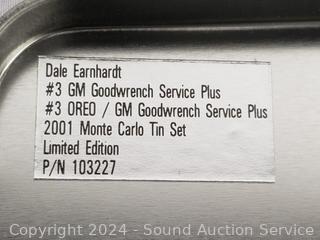 Dale Earnhardt
#3 GM Goodwrench Service Plus
#3 OREO / GM Goodwrench Service Plus
2001 Monte Carlo Tin Set
Limited Edition
P/N 103227
Copyright 2024 - Sound Auction Service